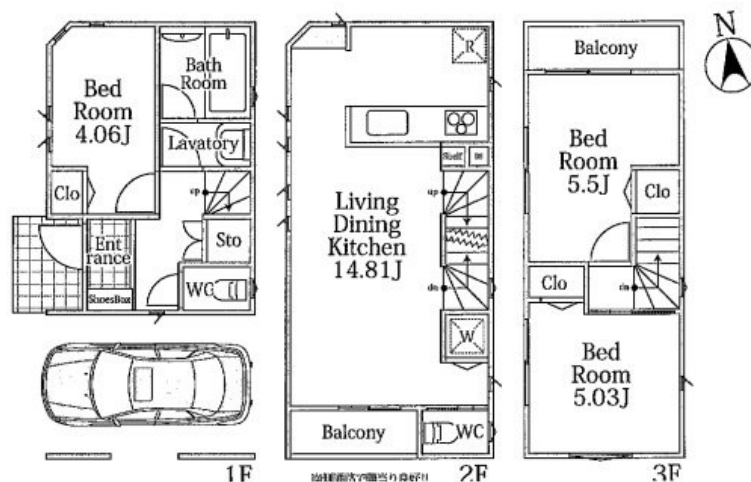 N
Bed
Room
4.06J
Bath
Room
Lavatory
Clo
up
Ent
rance
Sto
ShoesBox
WC
1F
R
Shelf
up
Living
Dining
Kitchen
14.81J
dn
W
Balcony
WC
2F
Balcony
Bed
Room
5.5J
Clo
Clo
dn
Bed
Room
5.03J
3F